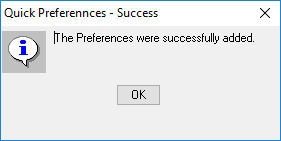 Quick Preferennces - Success
The Preferences were successfully added.
OK